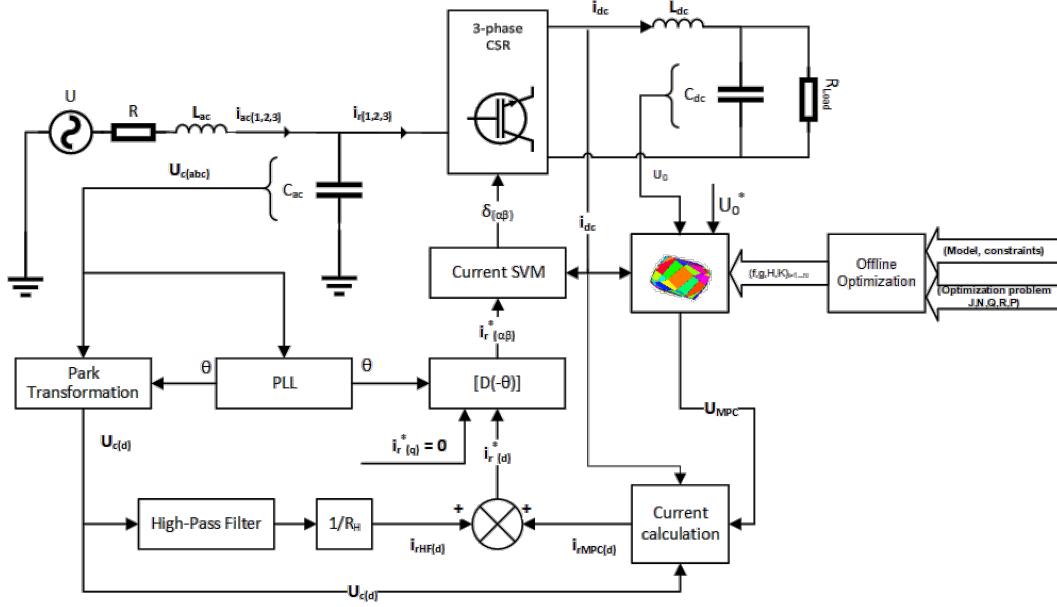 i_dc
L_dc
3-phase
CSR
U
R
L_ac
i_ac(1,2,3)
i_r(1,2,3)
C_dc
R_Load
U_c(abc)
C_ac
U_0
U_0*
δ_(αβ)
i_dc
Current SVM
Offline
Optimization
(Model, constraints)
(Optimization problem
J,N,Q,R,P)
i_r*_(αβ)
Park
Transformation
θ
PLL
θ
[D(-θ)]
U_MPC
U_c(d)
i_r*_(q) = 0
i_r*_(d)
High-Pass Filter
1/R_HI
+
+
Current
calculation
i_rHF(d)
i_rMPC(d)
U_c(d)